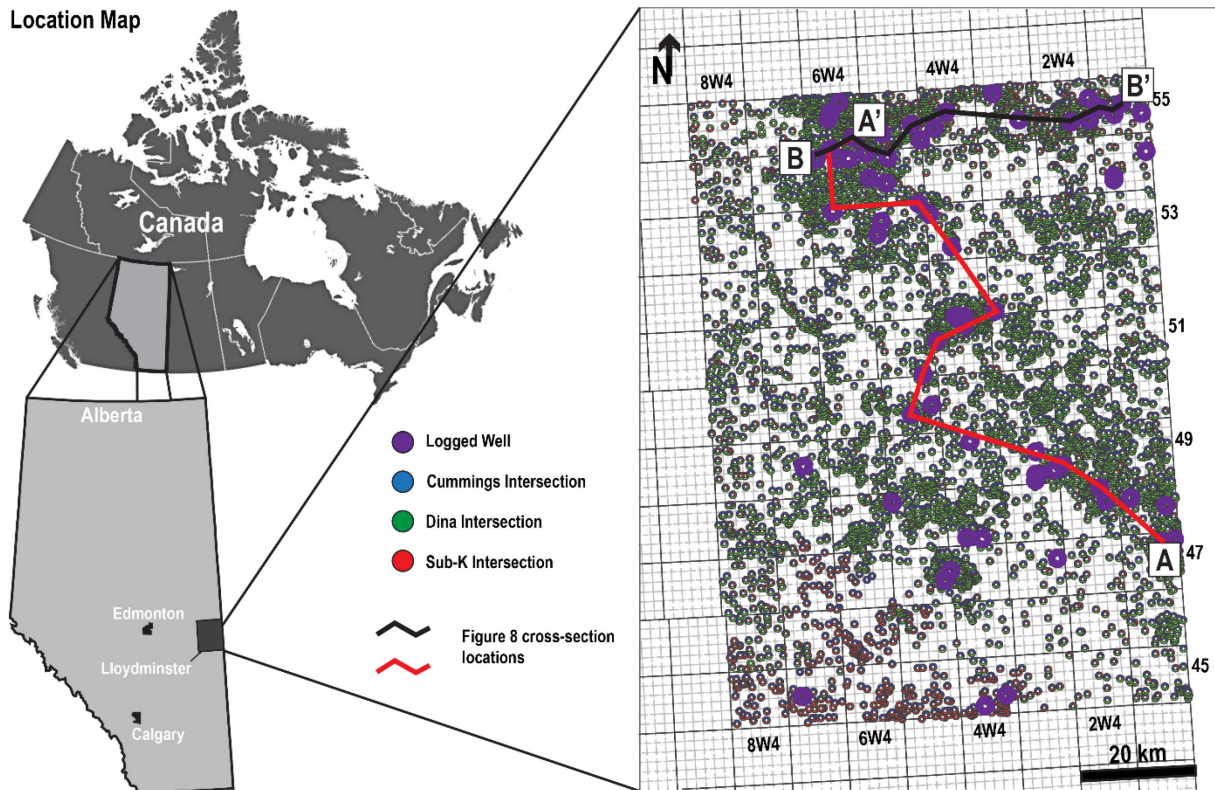 Location Map
Canada
Alberta
Edmonton
Lloydminster
Calgary
Logged Well
Cummings Intersection
Dina Intersection
Sub-K Intersection
Figure 8 cross-section
locations
N
8W4
6W4
4W4
2W4
B'
55
A'
B
53
51
49
A
47
45
8W4
6W4
4W4
2W4
20 km